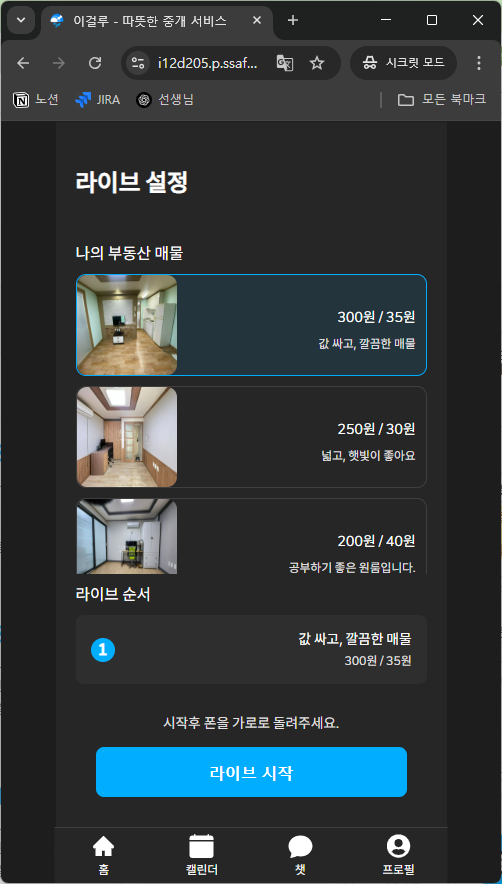 이걸루 - 따뜻한 중개 서비스
i12d205.p.ssaf...
시크릿 모드
노션
JIRA
선생님
모든 북마크
라이브 설정
나의 부동산 매물
300원 / 35원
값 싸고, 깔끔한 매물
250원 / 30원
넓고, 햇빛이 좋아요
200원 / 40원
공부하기 좋은 원룸입니다.
라이브 순서
1
값 싸고, 깔끔한 매물
300원 / 35원
시작후 폰을 가로로 돌려주세요.
라이브 시작
홈
캘린더
챗
프로필